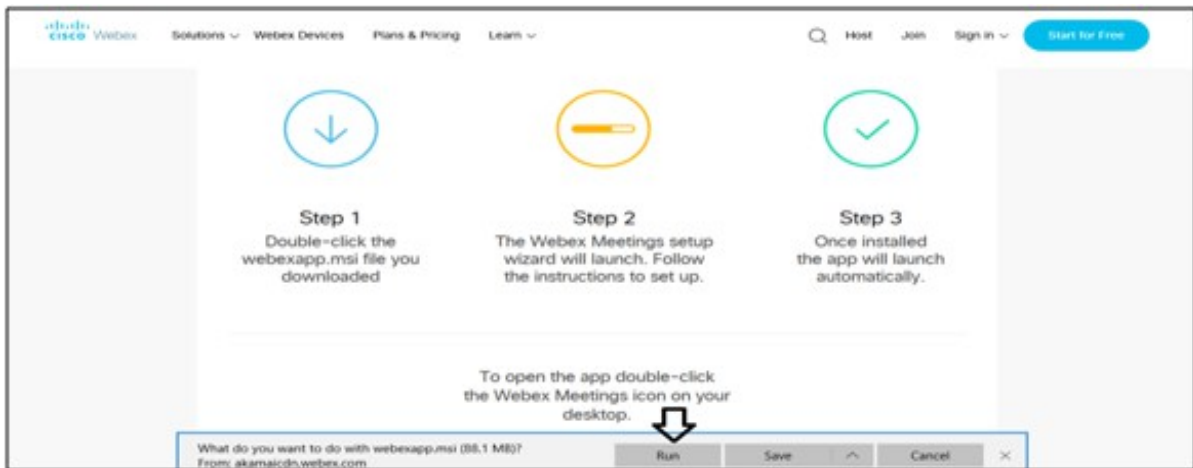 CISCO Webex Solutions Webex Devices Plans & Pricing Learn Host Join Sign in Start for Free
Step 1
Double-click the
webexapp.msi file you
downloaded
Step 2
The Webex Meetings setup
wizard will launch. Follow
the instructions to set up.
Step 3
Once installed
the app will launch
automatically.
To open the app double-click
the Webex Meetings icon on your
desktop.
What do you want to do with webexapp.msi (88.1 MB)?
From: akamaicdn.webex.com
Run Save Cancel